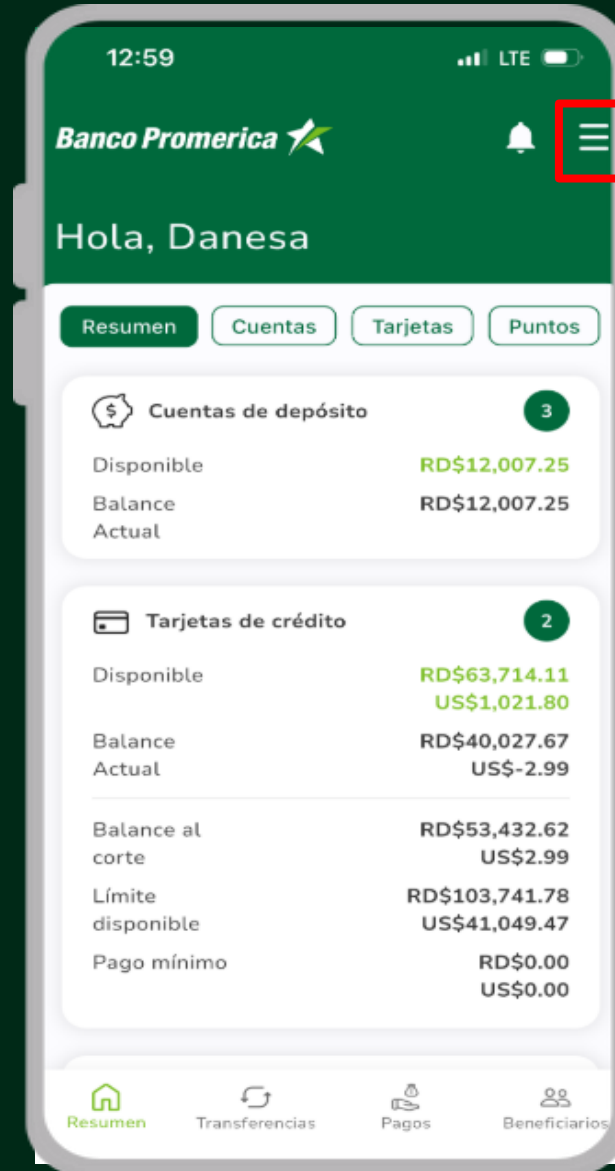 12:59 LTE
Banco Promerica
Hola, Danesa
Resumen Cuentas Tarjetas Puntos
$ Cuentas de depósito 3
Disponible RD$12,007.25
Balance RD$12,007.25
Actual
Tarjetas de crédito 2
Disponible RD$63,714.11
US$1,021.80
Balance RD$40,027.67
Actual US$-2.99
Balance al RD$53,432.62
corte US$2.99
Límite RD$103,741.78
disponible US$41,049.47
Pago mínimo RD$0.00
US$0.00
Resumen Transferencias Pagos Beneficiarios